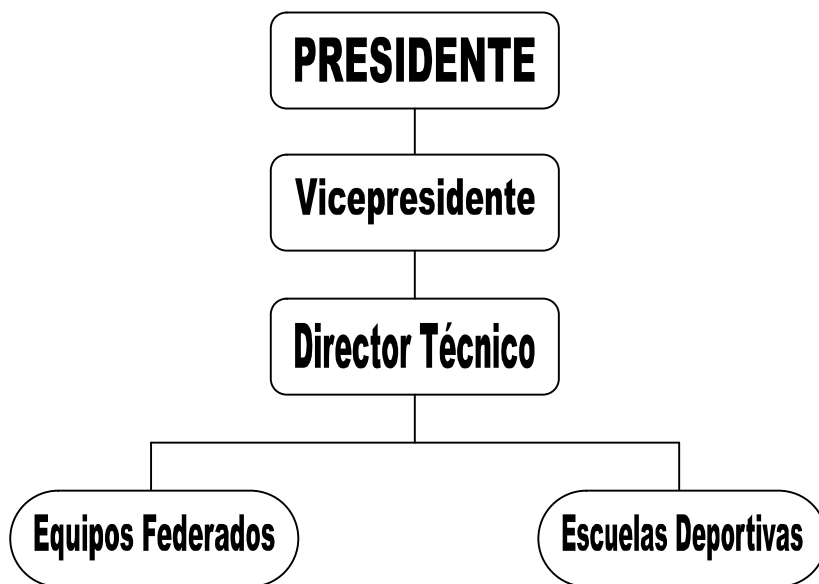 PRESIDENTE
Vicepresidente
Director Técnico
Equipos Federados
Escuelas Deportivas